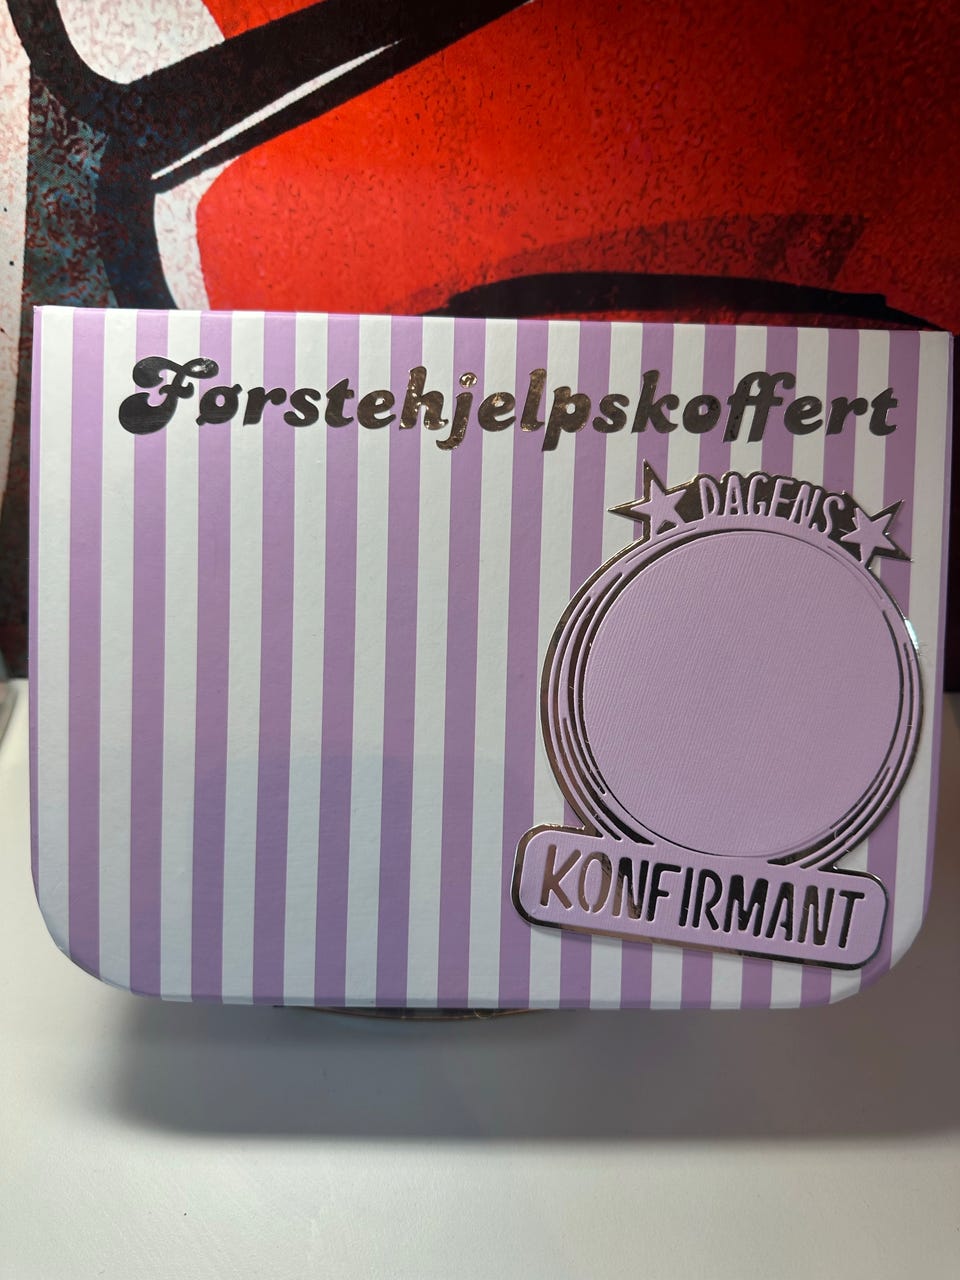 Førstehjelpskoffert
DAGENS
KONFIRMANT